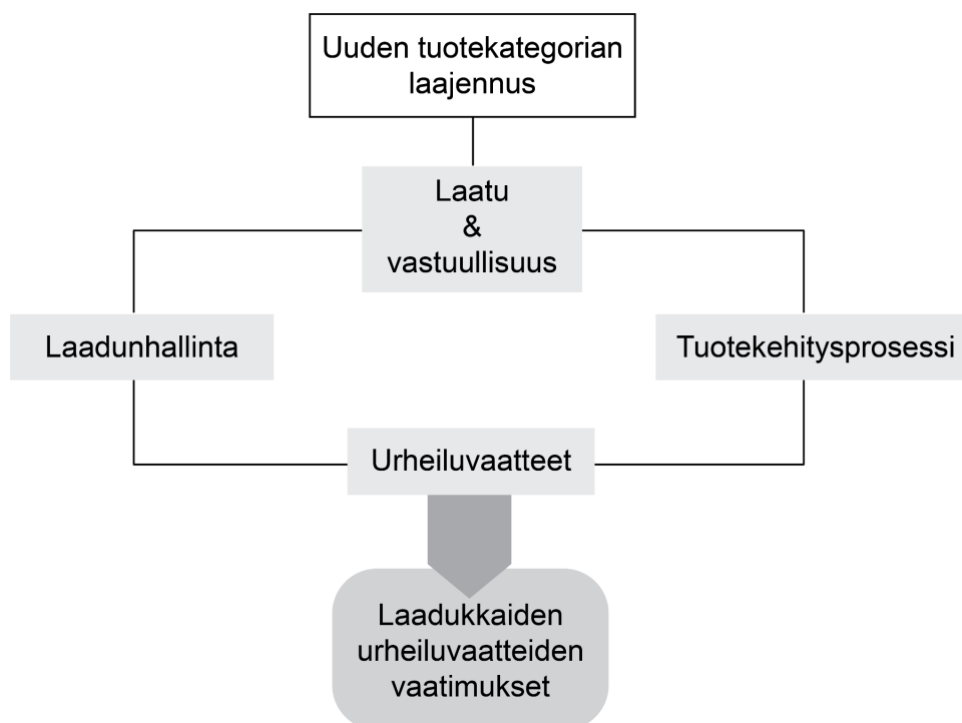 Uuden tuotekategorian
laajennus
Laatu
&
vastuullisuus
Laadunhallinta
Tuotekehitysprosessi
Urheiluvaatteet
Laadukkaiden
urheiluvaatteiden
vaatimukset